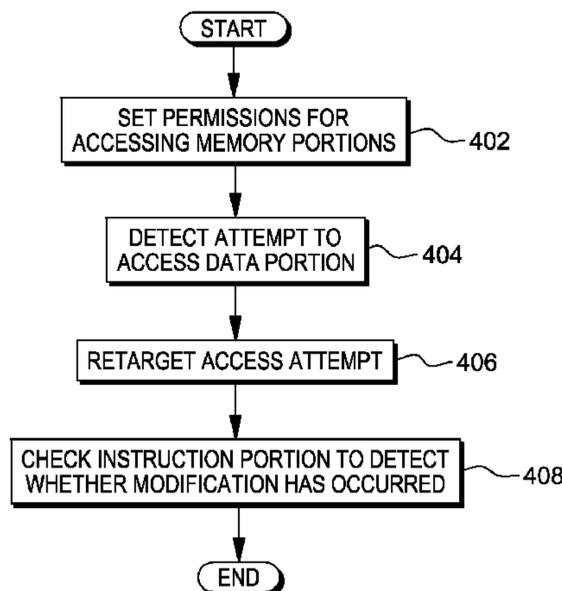 START
SET PERMISSIONS FOR
ACCESSING MEMORY PORTIONS
402
DETECT ATTEMPT TO
ACCESS DATA PORTION
404
RETARGET ACCESS ATTEMPT
406
CHECK INSTRUCTION PORTION TO DETECT
WHETHER MODIFICATION HAS OCCURRED
408
END